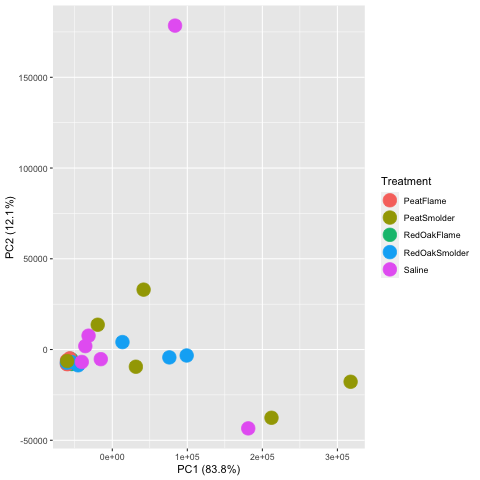 150000
100000
50000
0
-50000
0e+00 1e+05 2e+05 3e+05
PC1 (83.8%)
PC2 (12.1%)
Treatment
PeatFlame
PeatSmolder
RedOakFlame
RedOakSmolder
Saline